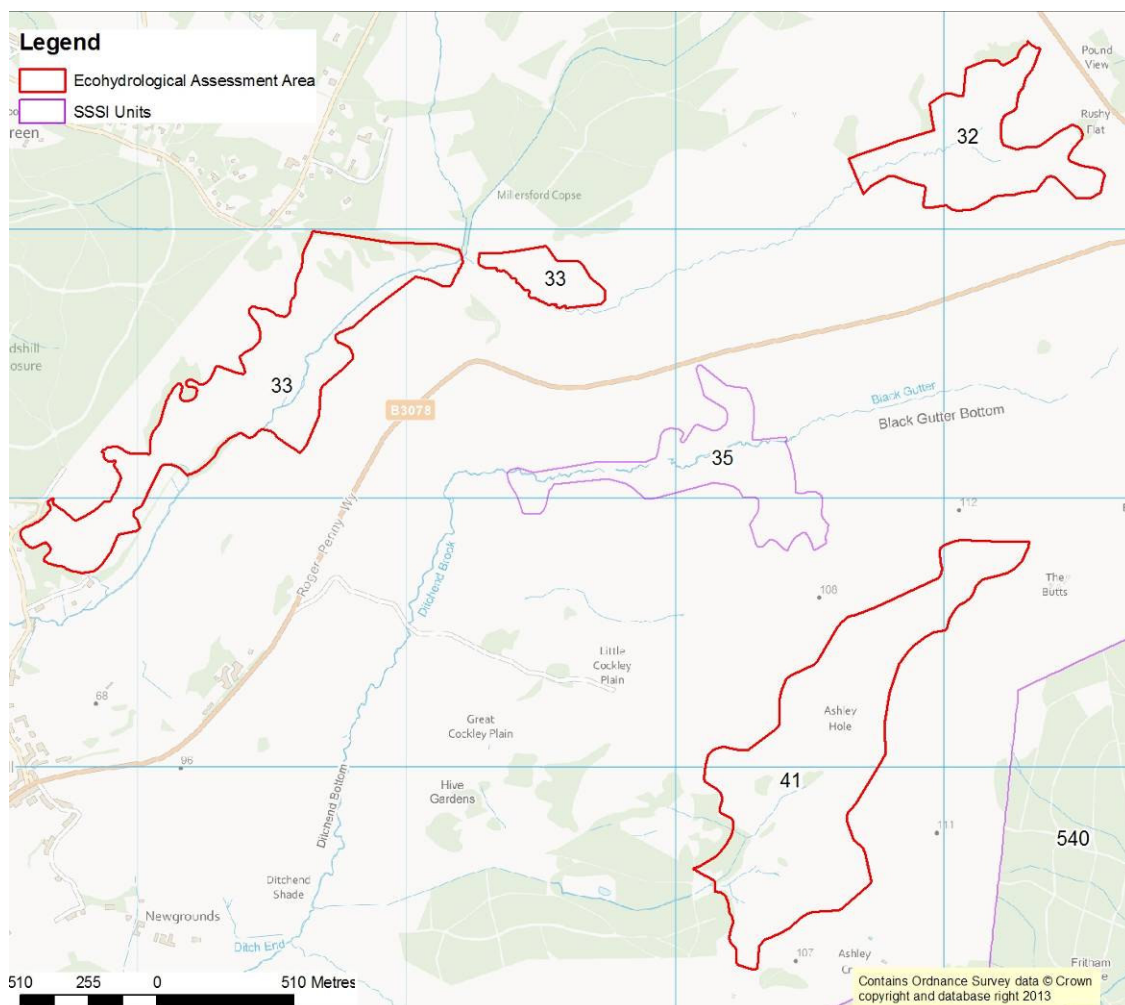 Legend
Ecohydrological Assessment Area
SSSI Units
Pound
View
Rushy
Flat
32
Green
Millersford Copse
33
33
B3078
Black Gutter
Black Gutter Bottom
35
112
Roger Penny Wy
Ditchend Brook
108
The
Butts
Little
Cockley
Plain
68
Great
Cockley Plain
Ashley
Hole
96
41
Hive
Gardens
Ditchend Bottom
111
540
Ditchend
Shade
Newgrounds
Ditch End
107
Ashley
Fritham
510 255 0 510 Metres
Contains Ordnance Survey data © Crown
copyright and database right 2013